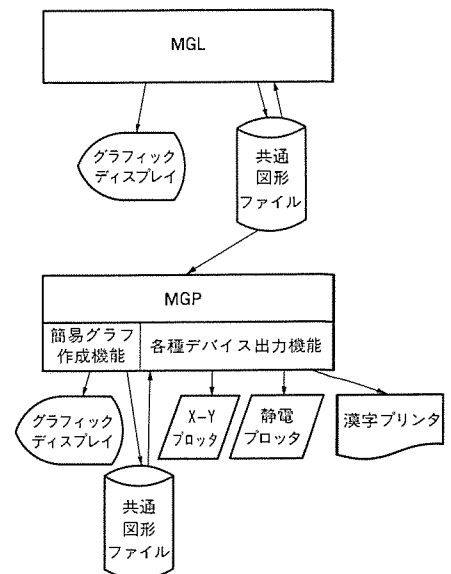 MGL
グラフィック
ディスプレイ
共通
図形
ファイル
MGP
簡易グラフ
作成機能
各種デバイス出力機能
グラフィック
ディスプレイ
X-Y
プロッタ
静電
プロッタ
漢字プリンタ
共通
図形
ファイル